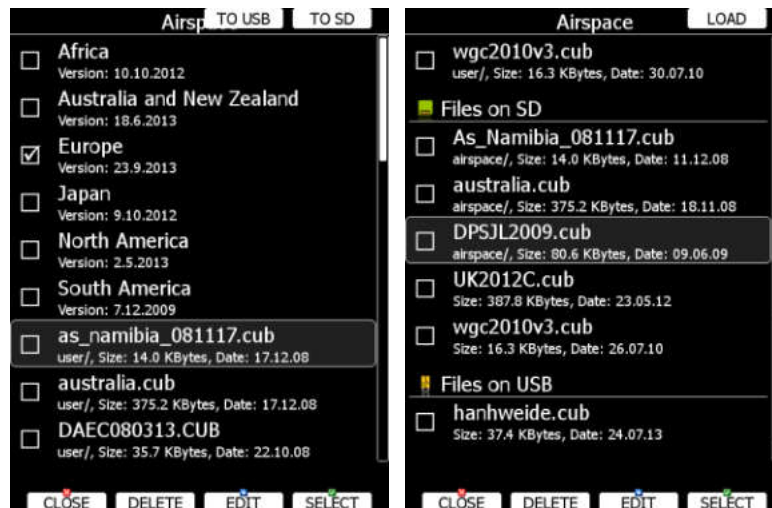 Airspace
TO USB
TO SD
Africa
Version: 10.10.2012
Australia and New Zealand
Version: 18.6.2013
Europe
Version: 23.9.2013
Japan
Version: 9.10.2012
North America
Version: 2.5.2013
South America
Version: 7.12.2009
as_namibia_081117.cub
user/, Size: 14.0 KBytes, Date: 17.12.08
australia.cub
user/, Size: 375.2 KBytes, Date: 17.12.08
DAEC080313.CUB
user/, Size: 35.7 KBytes, Date: 22.10.08
CLOSE
DELETE
EDIT
SELECT
Airspace
LOAD
wgc2010v3.cub
user/, Size: 16.3 KBytes, Date: 30.07.10
Files on SD
As_Namibia_081117.cub
airspace/, Size: 14.0 KBytes, Date: 11.12.08
australia.cub
airspace/, Size: 375.2 KBytes, Date: 18.11.08
DPSJL2009.cub
airspace/, Size: 80.6 KBytes, Date: 09.06.09
UK2012C.cub
Size: 387.8 KBytes, Date: 23.05.12
wgc2010v3.cub
Size: 16.3 KBytes, Date: 26.07.10
Files on USB
hanhweide.cub
Size: 37.4 KBytes, Date: 24.07.13
CLOSE
DELETE
EDIT
SELECT